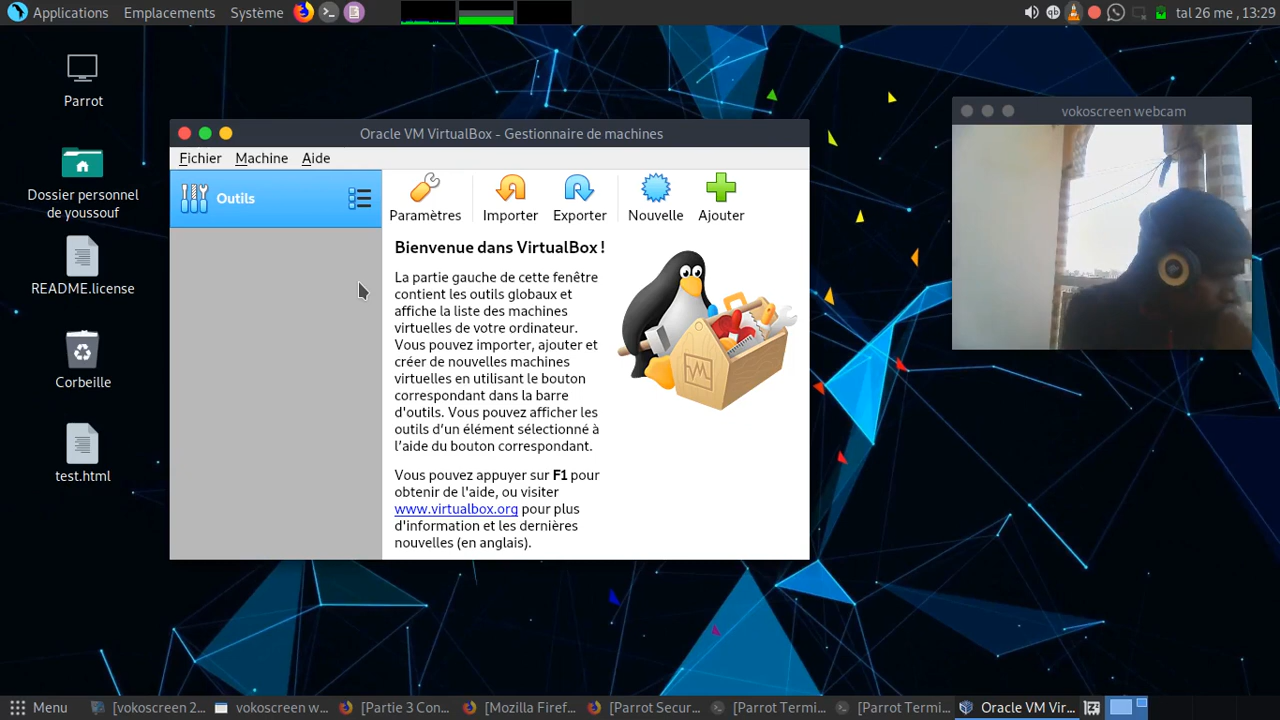 Applications Emplacements Système
tal 26 me , 13:29
Parrot
Dossier personnel
de youssouf
README.license
Corbeille
test.html
Oracle VM VirtualBox - Gestionnaire de machines
Fichier Machine Aide
Outils
Paramètres Importer Exporter Nouvelle Ajouter
Bienvenue dans VirtualBox !
La partie gauche de cette fenêtre
contient les outils globaux et
affiche la liste des machines
virtuelles de votre ordinateur.
Vous pouvez importer, ajouter et
créer de nouvelles machines
virtuelles en utilisant le bouton
correspondant dans la barre
d'outils. Vous pouvez afficher les
outils d’un élément sélectionné à
l’aide du bouton correspondant.
Vous pouvez appuyer sur F1 pour
obtenir de l'aide, ou visiter
www.virtualbox.org pour plus
d'information et les dernières
nouvelles (en anglais).
vokoscreen webcam
Menu [vokoscreen 2... vokoscreen w... [Partie 3 Con... [Mozilla Firef... [Parrot Secur... [Parrot Termi... [Parrot Termi... Oracle VM Vir...